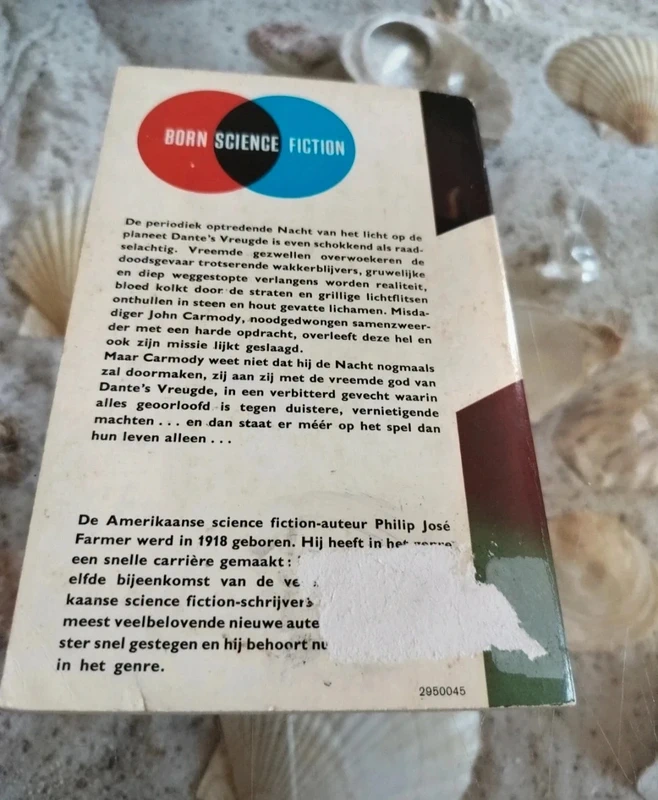 BORN SCIENCE FICTION
De periodiek optredende Nacht van het licht op de
planeet Dante's Vreugde is even schokkend als raad-
selachtig. Vreemde gezwellen overwoekeren de
doodsgevaar trotserende wakkerblijvers, gruwelijke
en diep weggestopte verlangens worden realiteit,
bloed kolkt door de straten en grillige lichtflitsen
onthullen in steen en hout gevatte lichamen. Misda-
diger John Carmody, noodgedwongen samenzweer-
der met een harde opdracht, overleeft deze hel en
ook zijn missie lijkt geslaagd.
Maar Carmody weet niet dat hij de Nacht nogmaals
zal doormaken, zij aan zij met de vreemde god van
Dante's Vreugde, in een verbitterd gevecht waarin
alles geoorloofd is tegen duistere, vernietigende
machten . . . en dan staat er méér op het spel dan
hun leven alleen . . .
De Amerikaanse science fiction-auteur Philip José
Farmer werd in 1918 geboren. Hij heeft in het genre
een snelle carrière gemaakt:
elfde bijeenkomst van de
kaanse science fiction-schrijvers
meest veelbelovende nieuwe
ster snel gestegen en hij behoort
in het genre.
2950045